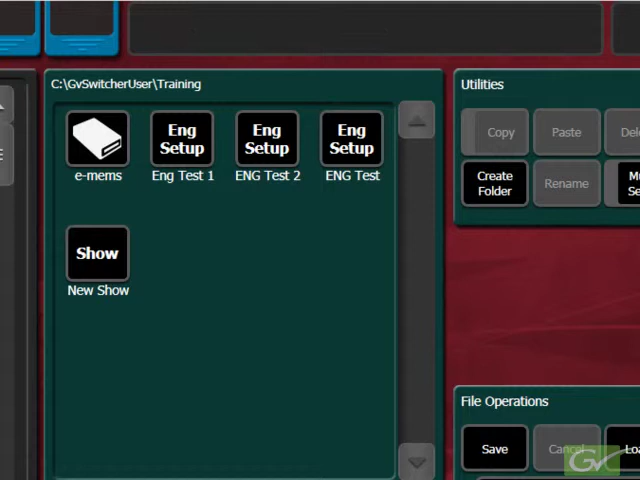 C:\GvSwitcherUser\Training
Eng
Setup
Eng
Setup
Eng
Setup
e-mems
Eng Test 1
ENG Test 2
ENG Test
Show
New Show
Utilities
Copy
Paste
Create
Folder
Rename
File Operations
Save
Cancel